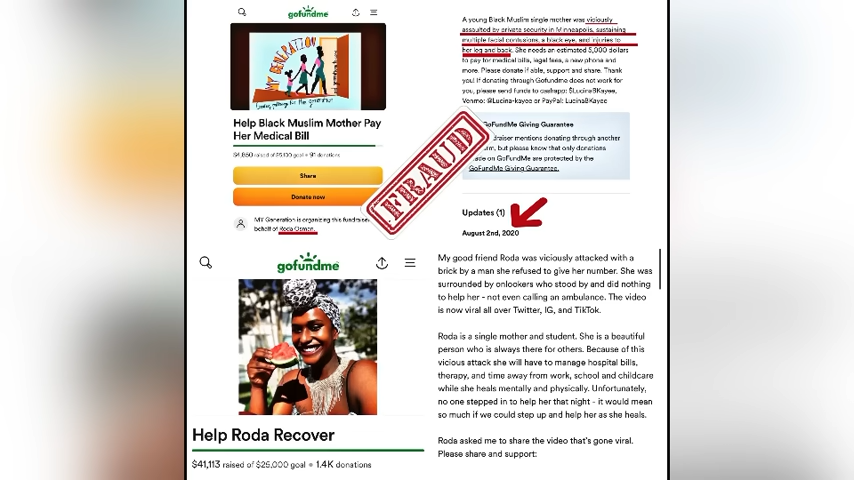 gofundme
MY GENERATION
Help Black Muslim Mother Pay
Her Medical Bill
raised of $25,100 goal • 91 donations
Share
Donate now
MY Generation is organizing this fundraiser
behalf of Roda Osman.
A young Black Muslim single mother was viciously
assaulted by private security in Minneapolis, sustaining
multiple facial contusions, a black eye, and injuries to
her leg and back. She needs an estimated 5,000 dollars
to pay for medical bills, legal fees, a new phone and
more. Please donate if able, support and share. Thank
you! If donating through Gofundme does not work for
you, please send funds to cashapp: $LucinaBKayee,
Venmo: @Lucina-kayee or PayPal: LucinaBKayee
GoFundMe Giving Guarantee
mentions donating through another
but please know that only donations
made on GoFundMe are protected by the
GoFundMe Giving Guarantee.
FRAUD
Updates (1)
August 2nd, 2020
gofundme
Help Roda Recover
$41,113 raised of $25,000 goal • 1.4K donations
My good friend Roda was viciously attacked with a
brick by a man she refused to give her number. She was
surrounded by onlookers who stood by and did nothing
to help her - not even calling an ambulance. The video
is now viral all over Twitter, IG, and TikTok.
Roda is a single mother and student. She is a beautiful
person who is always there for others. Because of this
vicious attack she will have to manage hospital bills,
therapy, and time away from work, school and childcare
while she heals mentally and physically. Unfortunately,
no one stepped in to help her that night - it would mean
so much if we could step up and help her as she heals.
Roda asked me to share the video that's gone viral.
Please share and support: